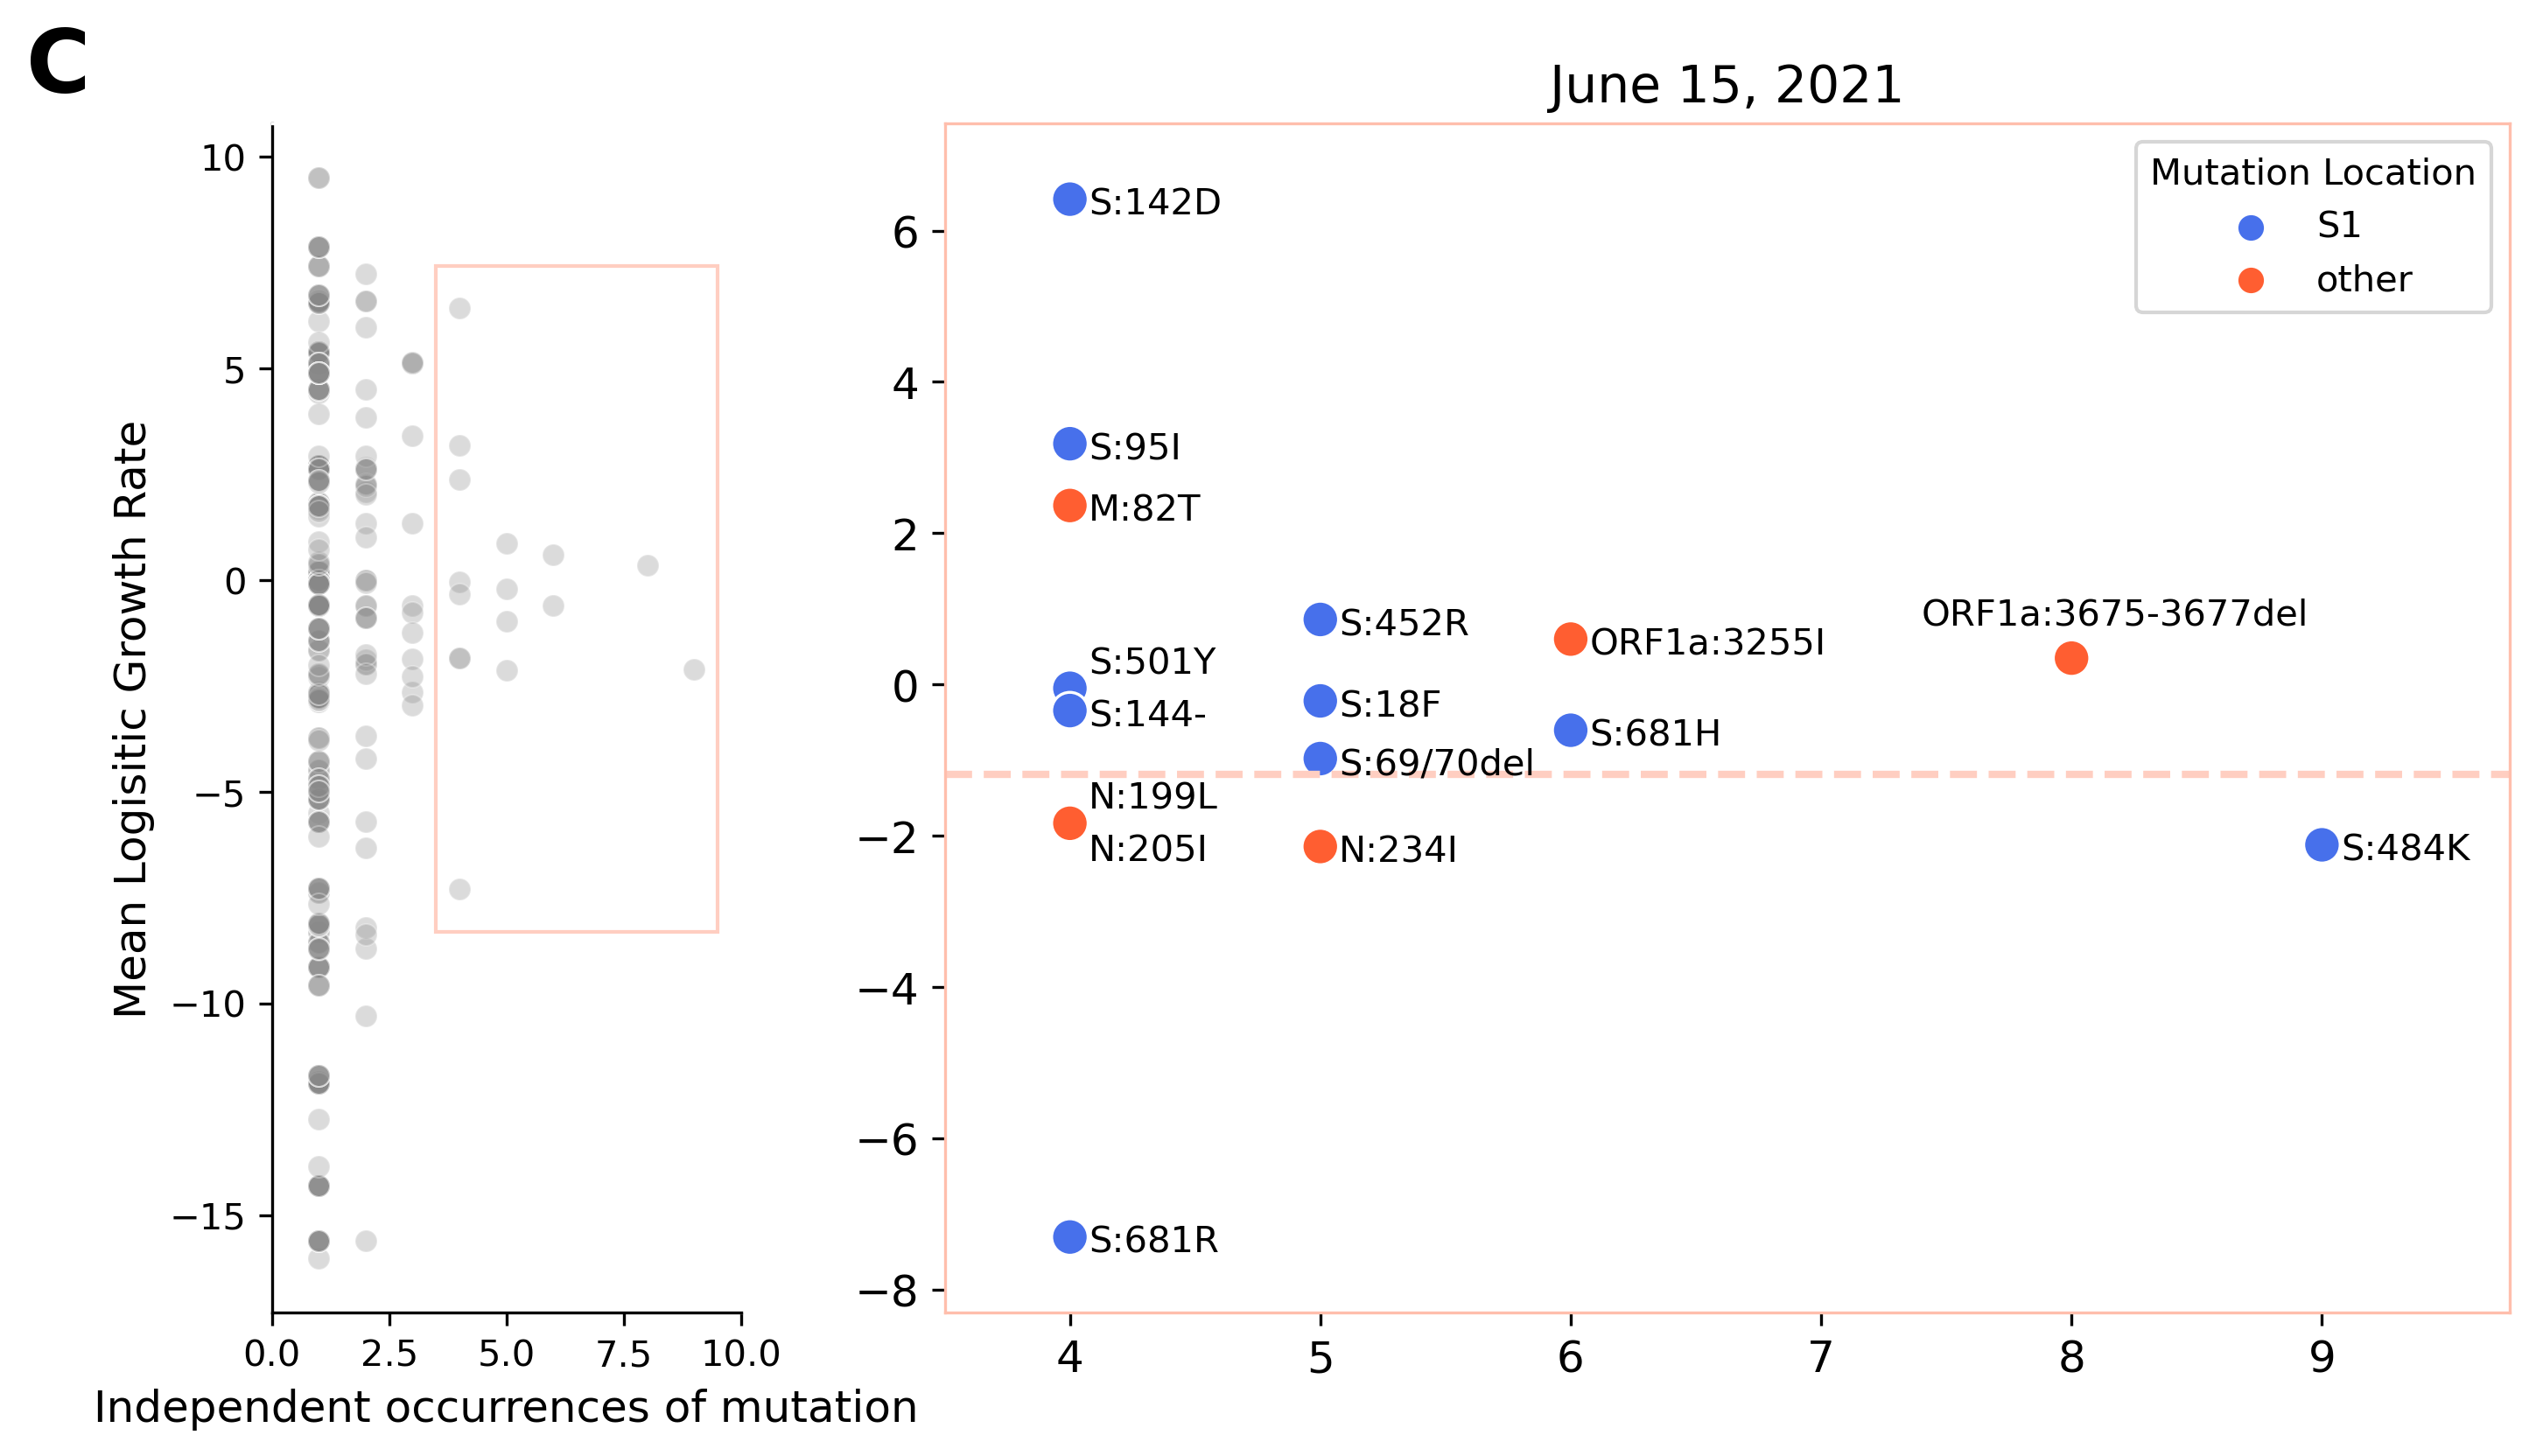 C
June 15, 2021
Mean Logisitic Growth Rate
10
5
0
−5
−10
−15
0.0
2.5
5.0
7.5
10.0
Independent occurrences of mutation
6
4
2
0
−2
−4
−6
−8
4
5
6
7
8
9
Mutation Location
S1
other
S:142D
S:95I
M:82T
S:501Y
S:144-
S:452R
S:18F
S:69/70del
ORF1a:3255I
S:681H
ORF1a:3675-3677del
N:199L
N:205I
N:234I
S:484K
S:681R